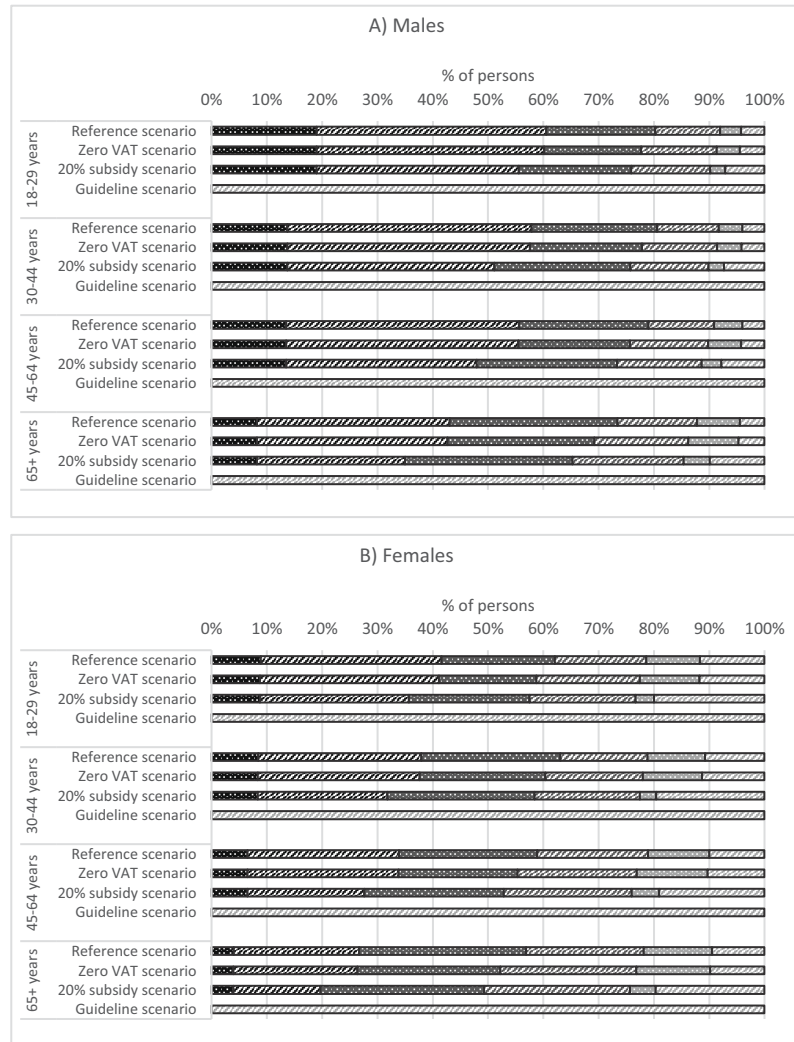 A) Males
% of persons
0% 10% 20% 30% 40% 50% 60% 70% 80% 90% 100%
18-29 years
Reference scenario
Zero VAT scenario
20% subsidy scenario
Guideline scenario
30-44 years
Reference scenario
Zero VAT scenario
20% subsidy scenario
Guideline scenario
45-64 years
Reference scenario
Zero VAT scenario
20% subsidy scenario
Guideline scenario
65+ years
Reference scenario
Zero VAT scenario
20% subsidy scenario
Guideline scenario
B) Females
% of persons
0% 10% 20% 30% 40% 50% 60% 70% 80% 90% 100%
18-29 years
Reference scenario
Zero VAT scenario
20% subsidy scenario
Guideline scenario
30-44 years
Reference scenario
Zero VAT scenario
20% subsidy scenario
Guideline scenario
45-64 years
Reference scenario
Zero VAT scenario
20% subsidy scenario
Guideline scenario
65+ years
Reference scenario
Zero VAT scenario
20% subsidy scenario
Guideline scenario